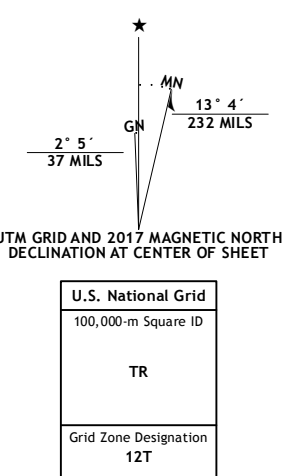 MN
GN
13° 4´
232 MILS
2° 5´
37 MILS
UTM GRID AND 2017 MAGNETIC NORTH
DECLINATION AT CENTER OF SHEET
U.S. National Grid
100,000-m Square ID
TR
Grid Zone Designation
12T